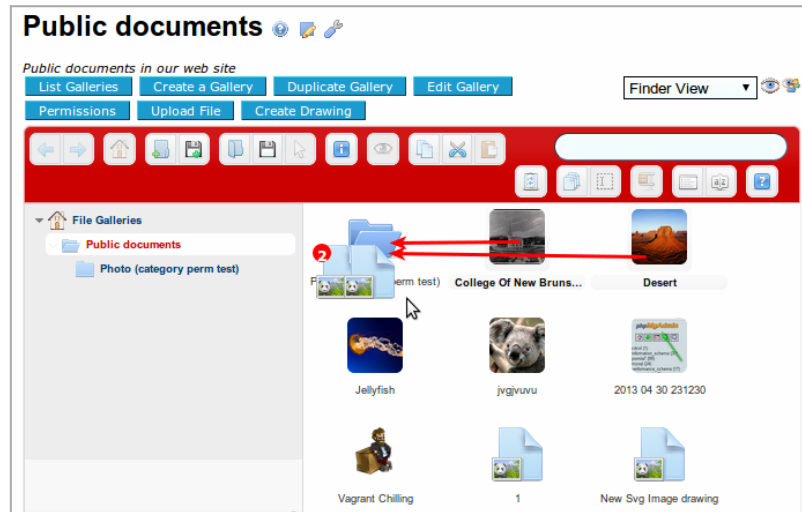 Public documents
Public documents in our web site
List Galleries Create a Gallery Duplicate Gallery Edit Gallery
Finder View
Permissions Upload File Create Drawing
File Galleries
Public documents
Photo (category perm test)
2
perm test) College Of New Bruns... Desert
phpMyAdmin
Jellyfish jvgjvuvu 2013 04 30 231230
Vagrant Chilling 1 New Svg Image drawing